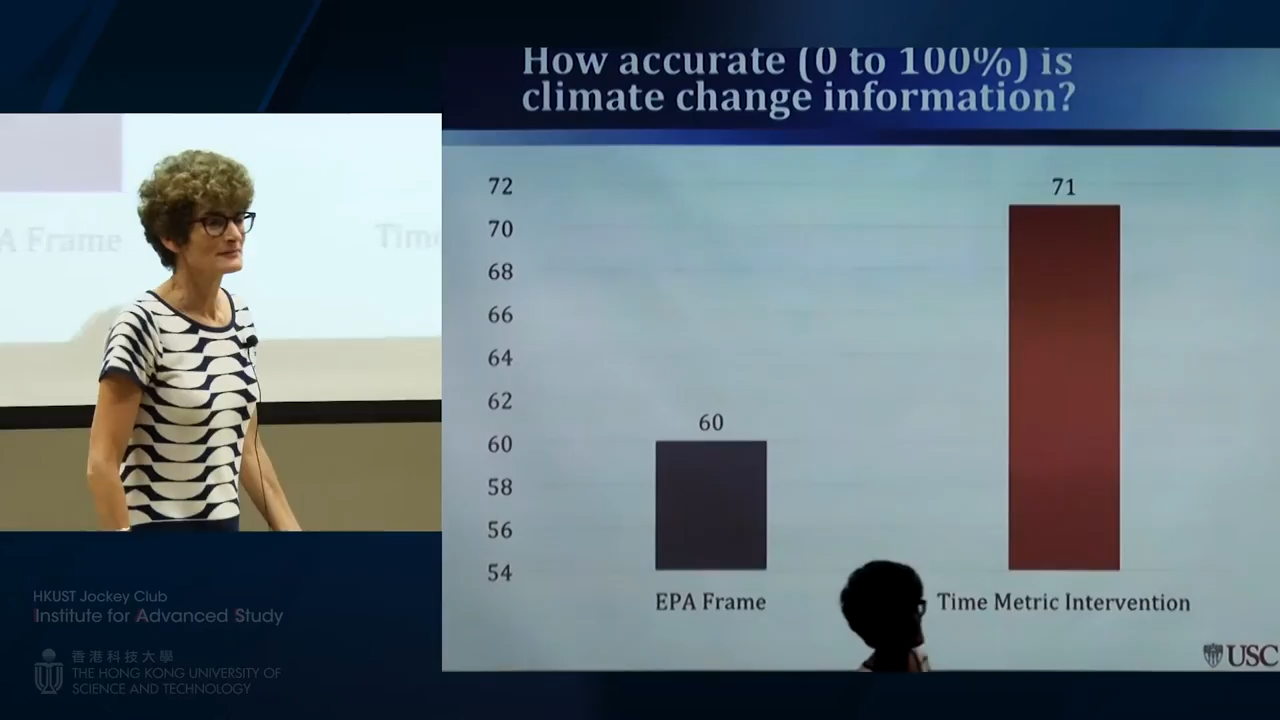 How accurate (0 to 100%) is
climate change information?
72
70
68
66
64
62
60
58
56
54
71
60
EPA Frame
Time Metric Intervention
USC
A Frame
Time
HKUST Jockey Club
Institute for Advanced Study
香港科技大學
THE HONG KONG UNIVERSITY OF
SCIENCE AND TECHNOLOGY